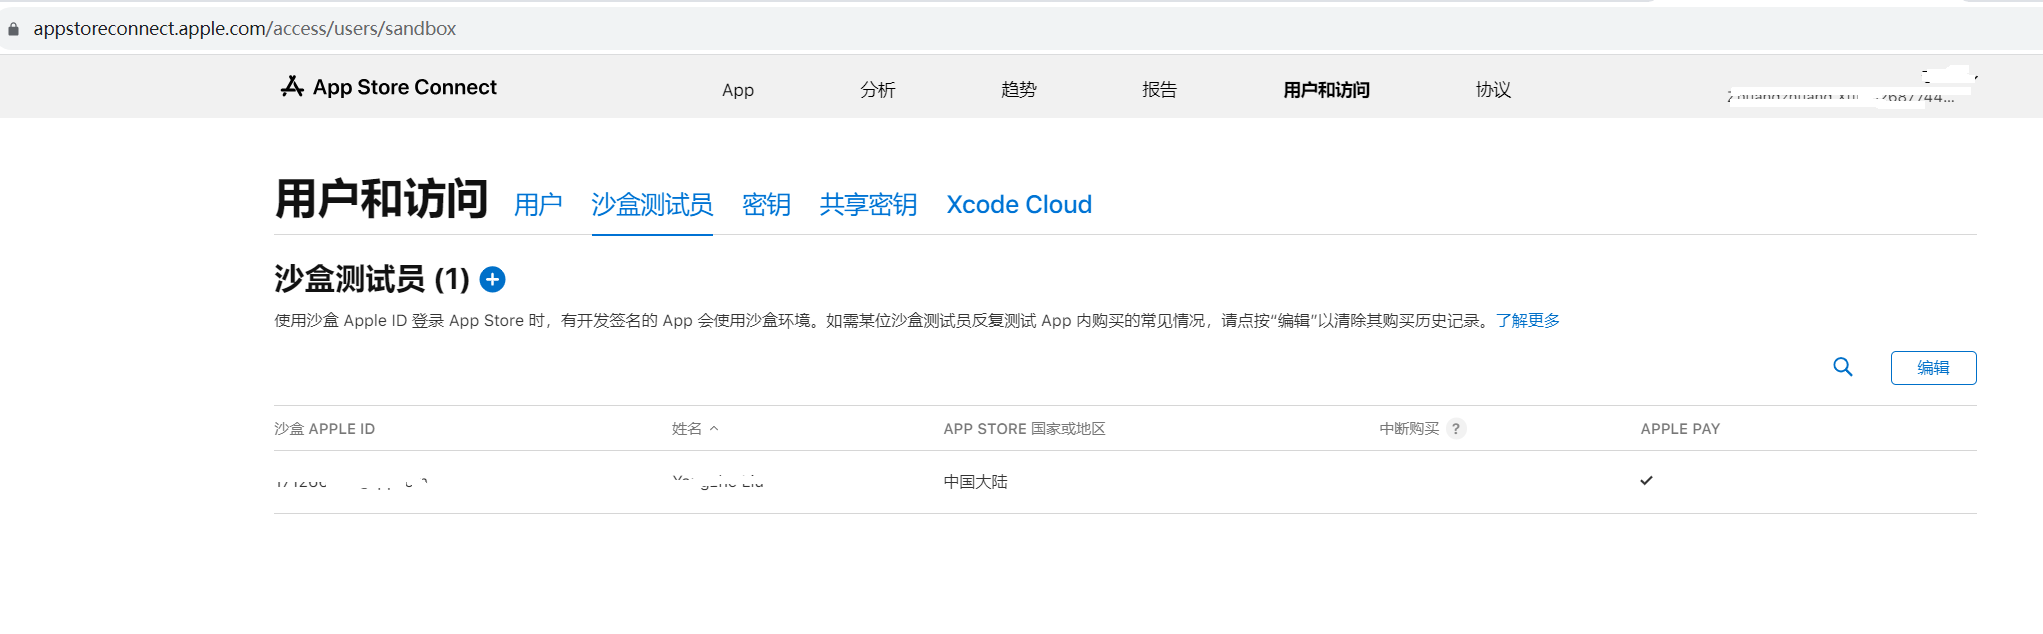 appstoreconnect.apple.com/access/users/sandbox
App Store Connect App 分析 趋势 报告 用户和访问 协议
用户和访问 用户 沙盒测试员 密钥 共享密钥 Xcode Cloud
沙盒测试员 (1)
使用沙盒 Apple ID 登录 App Store 时，有开发签名的 App 会使用沙盒环境。如需某位沙盒测试员反复测试 App 内购买的常见情况，请点按“编辑”以清除其购买历史记录。了解更多
编辑
沙盒 APPLE ID 姓名 APP STORE 国家或地区 中断购买 ? APPLE PAY
中国大陆